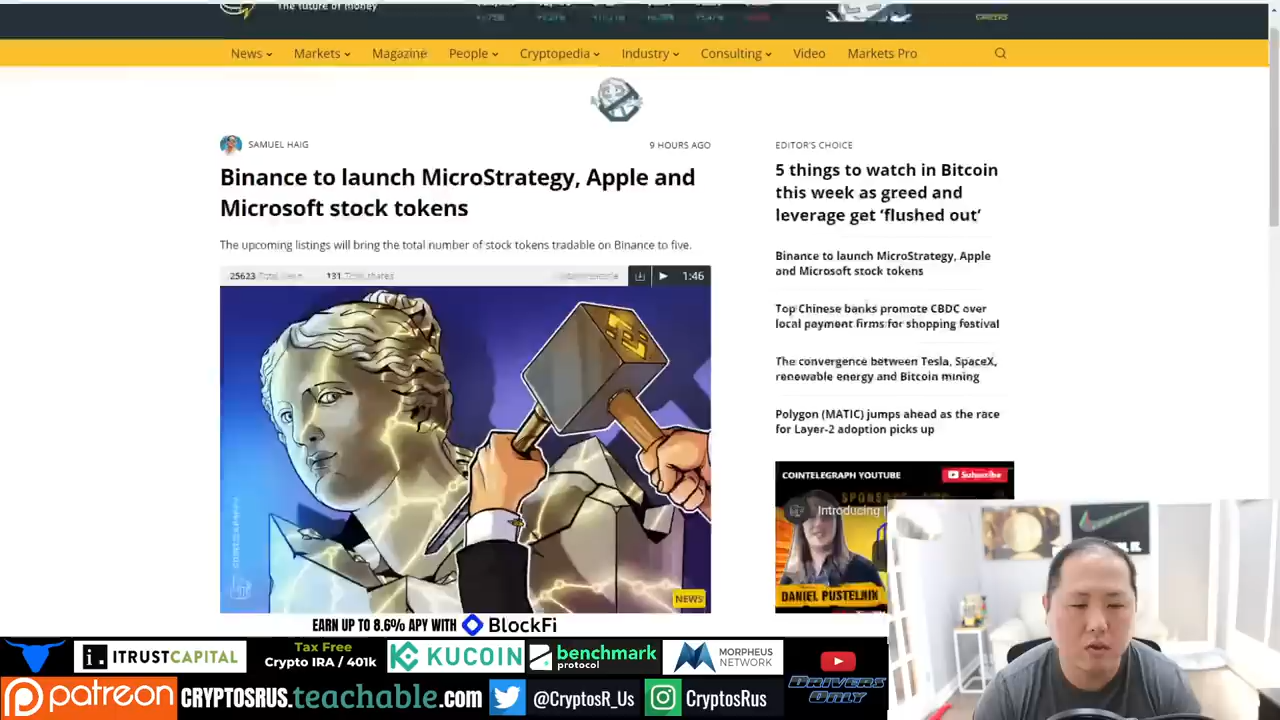 The future of money
CAREERS
News
Markets
Magazine
People
Cryptopedia
Industry
Consulting
Video
Markets Pro
SAMUEL HAIG
9 HOURS AGO
Binance to launch MicroStrategy, Apple and
Microsoft stock tokens
The upcoming listings will bring the total number of stock tokens tradable on Binance to five.
25623
131
1:46
NEWS
EDITOR'S CHOICE
5 things to watch in Bitcoin
this week as greed and
leverage get ‘flushed out’
Binance to launch MicroStrategy, Apple
and Microsoft stock tokens
Top Chinese banks promote CBDC over
local payment firms for shopping festival
The convergence between Tesla, SpaceX,
renewable energy and Bitcoin mining
Polygon (MATIC) jumps ahead as the race
for Layer-2 adoption picks up
COINTELEGRAPH YOUTUBE
Subscribe
Introducing
DANIEL PUSTELNIK
EARN UP TO 8.6% APY WITH BlockFi
ITRUSTCAPITAL
Tax Free
Crypto IRA / 401k
KUCOIN
benchmark
protocol
MORPHEUS
NETWORK
DRIVERS
ONLY
patreon
CRYPTOSRUS.teachable.com
@CryptosR_Us
CryptosRus